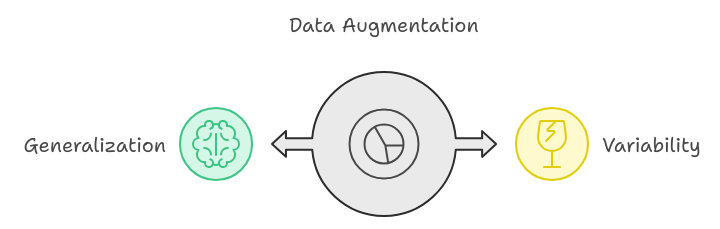 Data Augmentation
Generalization
Variability